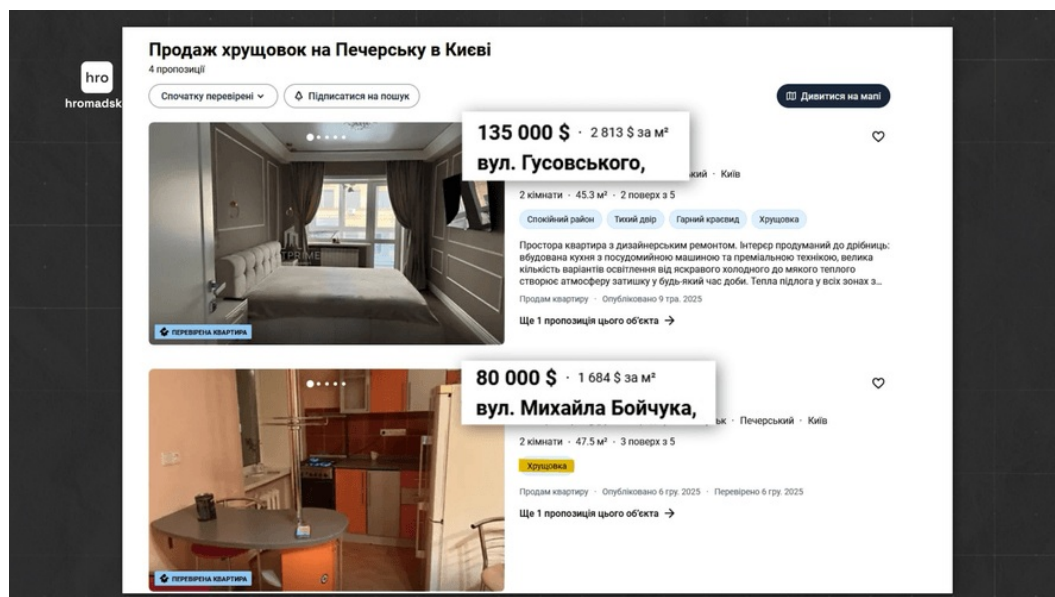 Продаж хрущовок на Печерську в Києві
4 пропозиції
hro
hromadsk
Спочатку перевірені
Підписатися на пошук
Дивитися на мапі
135 000 $ · 2 813 $ за м²
вул. Гусовського,
· Київ
2 кімнати · 45.3 м² · 2 поверх з 5
Спокійний район
Тихий двір
Гарний краєвид
Хрущовка
Простора квартира з дизайнерським ремонтом. Інтерєр продуманий до дрібниць:
вбудована кухня з посудомийною машиною та преміальною технікою, велика
кількість варіантів освітлення від яскравого холодного до мякого теплого
створює атмосферу затишку у будь-який час доби. Тепла підлога у всіх зонах з...
Продам квартиру · Опубліковано 9 тра. 2025
Ще 1 пропозиція цього об'єкта →
ПЕРЕВІРЕНА КВАРТИРА
80 000 $ · 1 684 $ за м²
вул. Михайла Бойчука,
· Печерський · Київ
2 кімнати · 47.5 м² · 3 поверх з 5
Хрущовка
Продам квартиру · Опубліковано 6 гру. 2025 · Перевірено 6 гру. 2025
Ще 1 пропозиція цього об'єкта →
ПЕРЕВІРЕНА КВАРТИРА